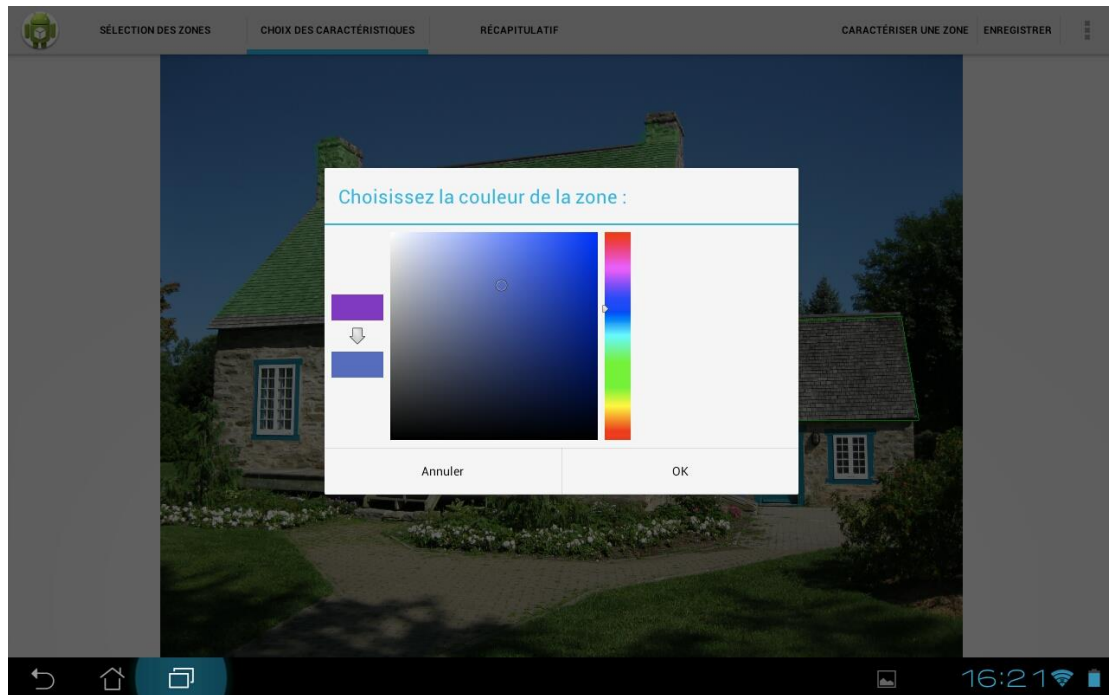 SÉLECTION DES ZONES
CHOIX DES CARACTÉRISTIQUES
RÉCAPITULATIF
CARACTÉRISER UNE ZONE
ENREGISTRER
Choisissez la couleur de la zone :
Annuler
OK
16:21